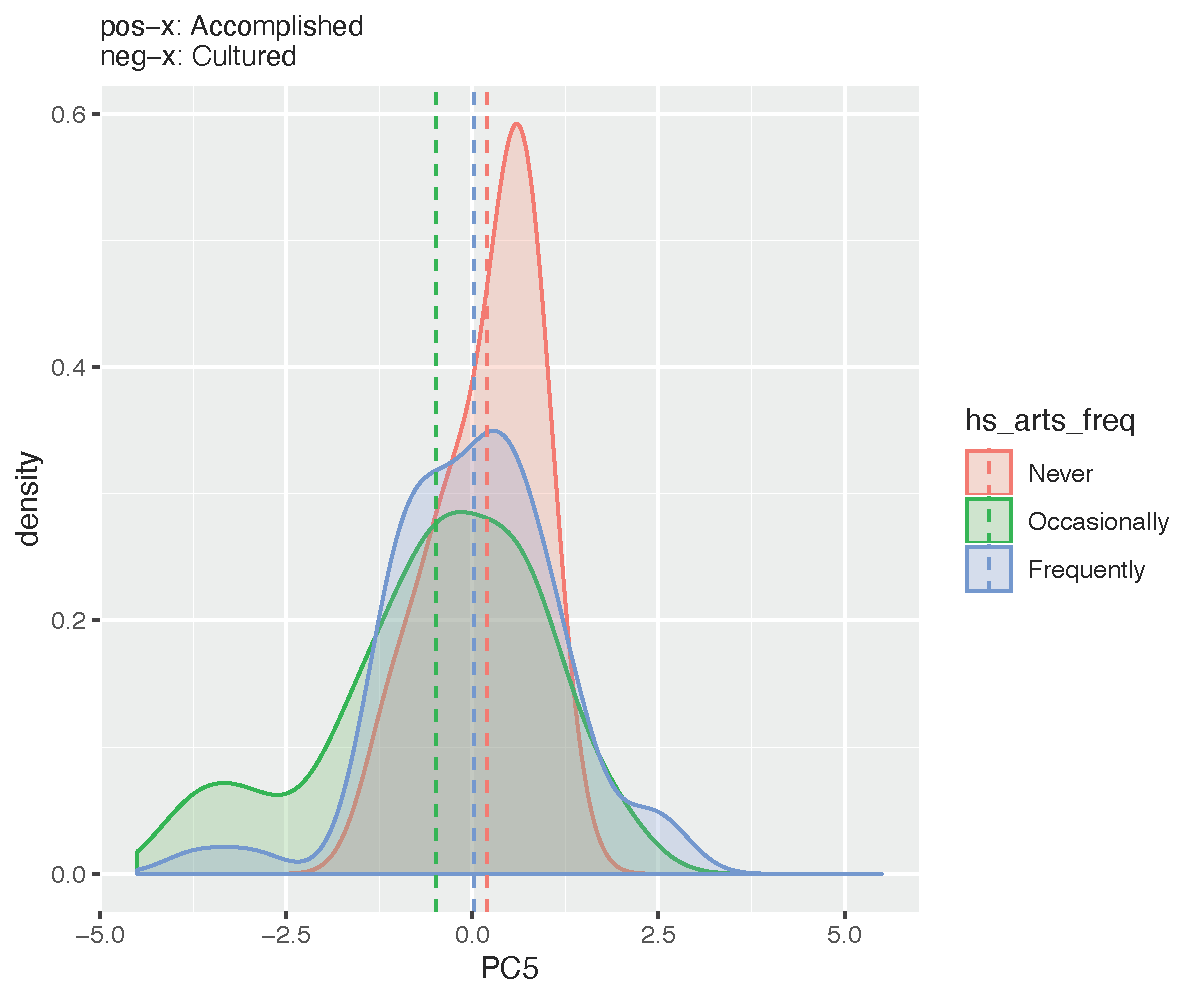 pos−x: Accomplished
neg−x: Cultured
0.6
0.4
0.2
0.0
density
−5.0
−2.5
0.0
2.5
5.0
PC5
hs_arts_freq
Never
Occasionally
Frequently